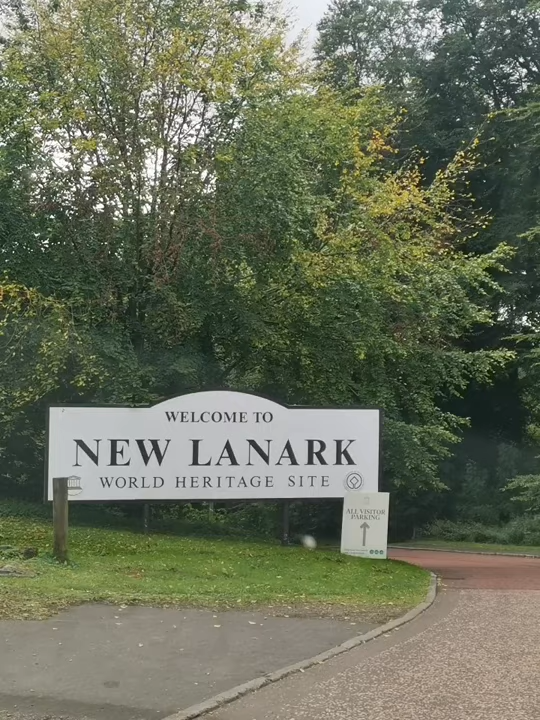 WELCOME TO
NEW LANARK
WORLD HERITAGE SITE
ALL VISITOR
PARKING